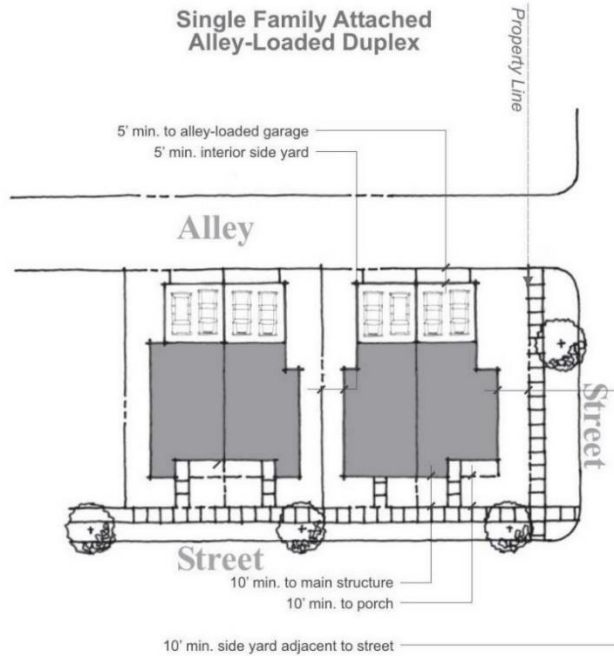 Single Family Attached
Alley-Loaded Duplex
Property Line
5' min. to alley-loaded garage
5' min. interior side yard
Alley
Street
Street
10' min. to main structure
10' min. to porch
10' min. side yard adjacent to street